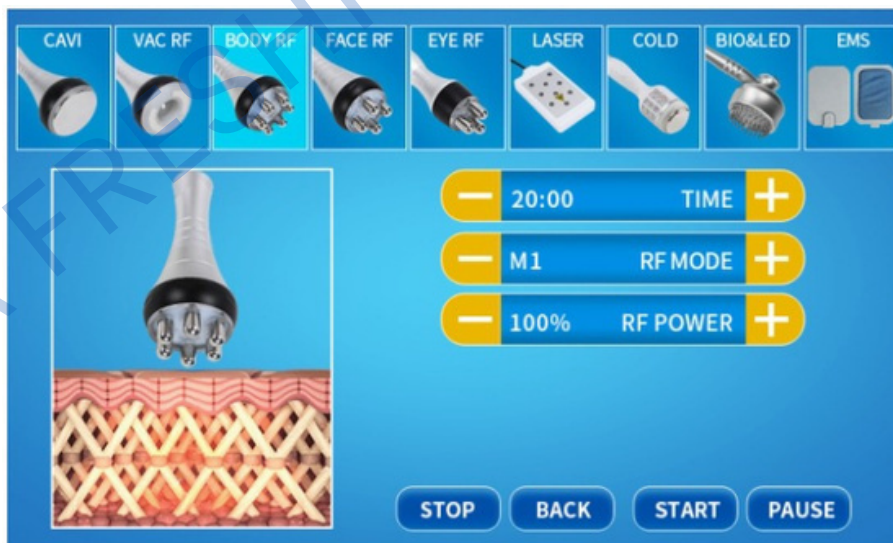 CAVI
VAC RF
BODY RF
FACE RF
EYE RF
LASER
COLD
BIO&LED
EMS
20:00 TIME
M1 RF MODE
100% RF POWER
STOP BACK START PAUSE